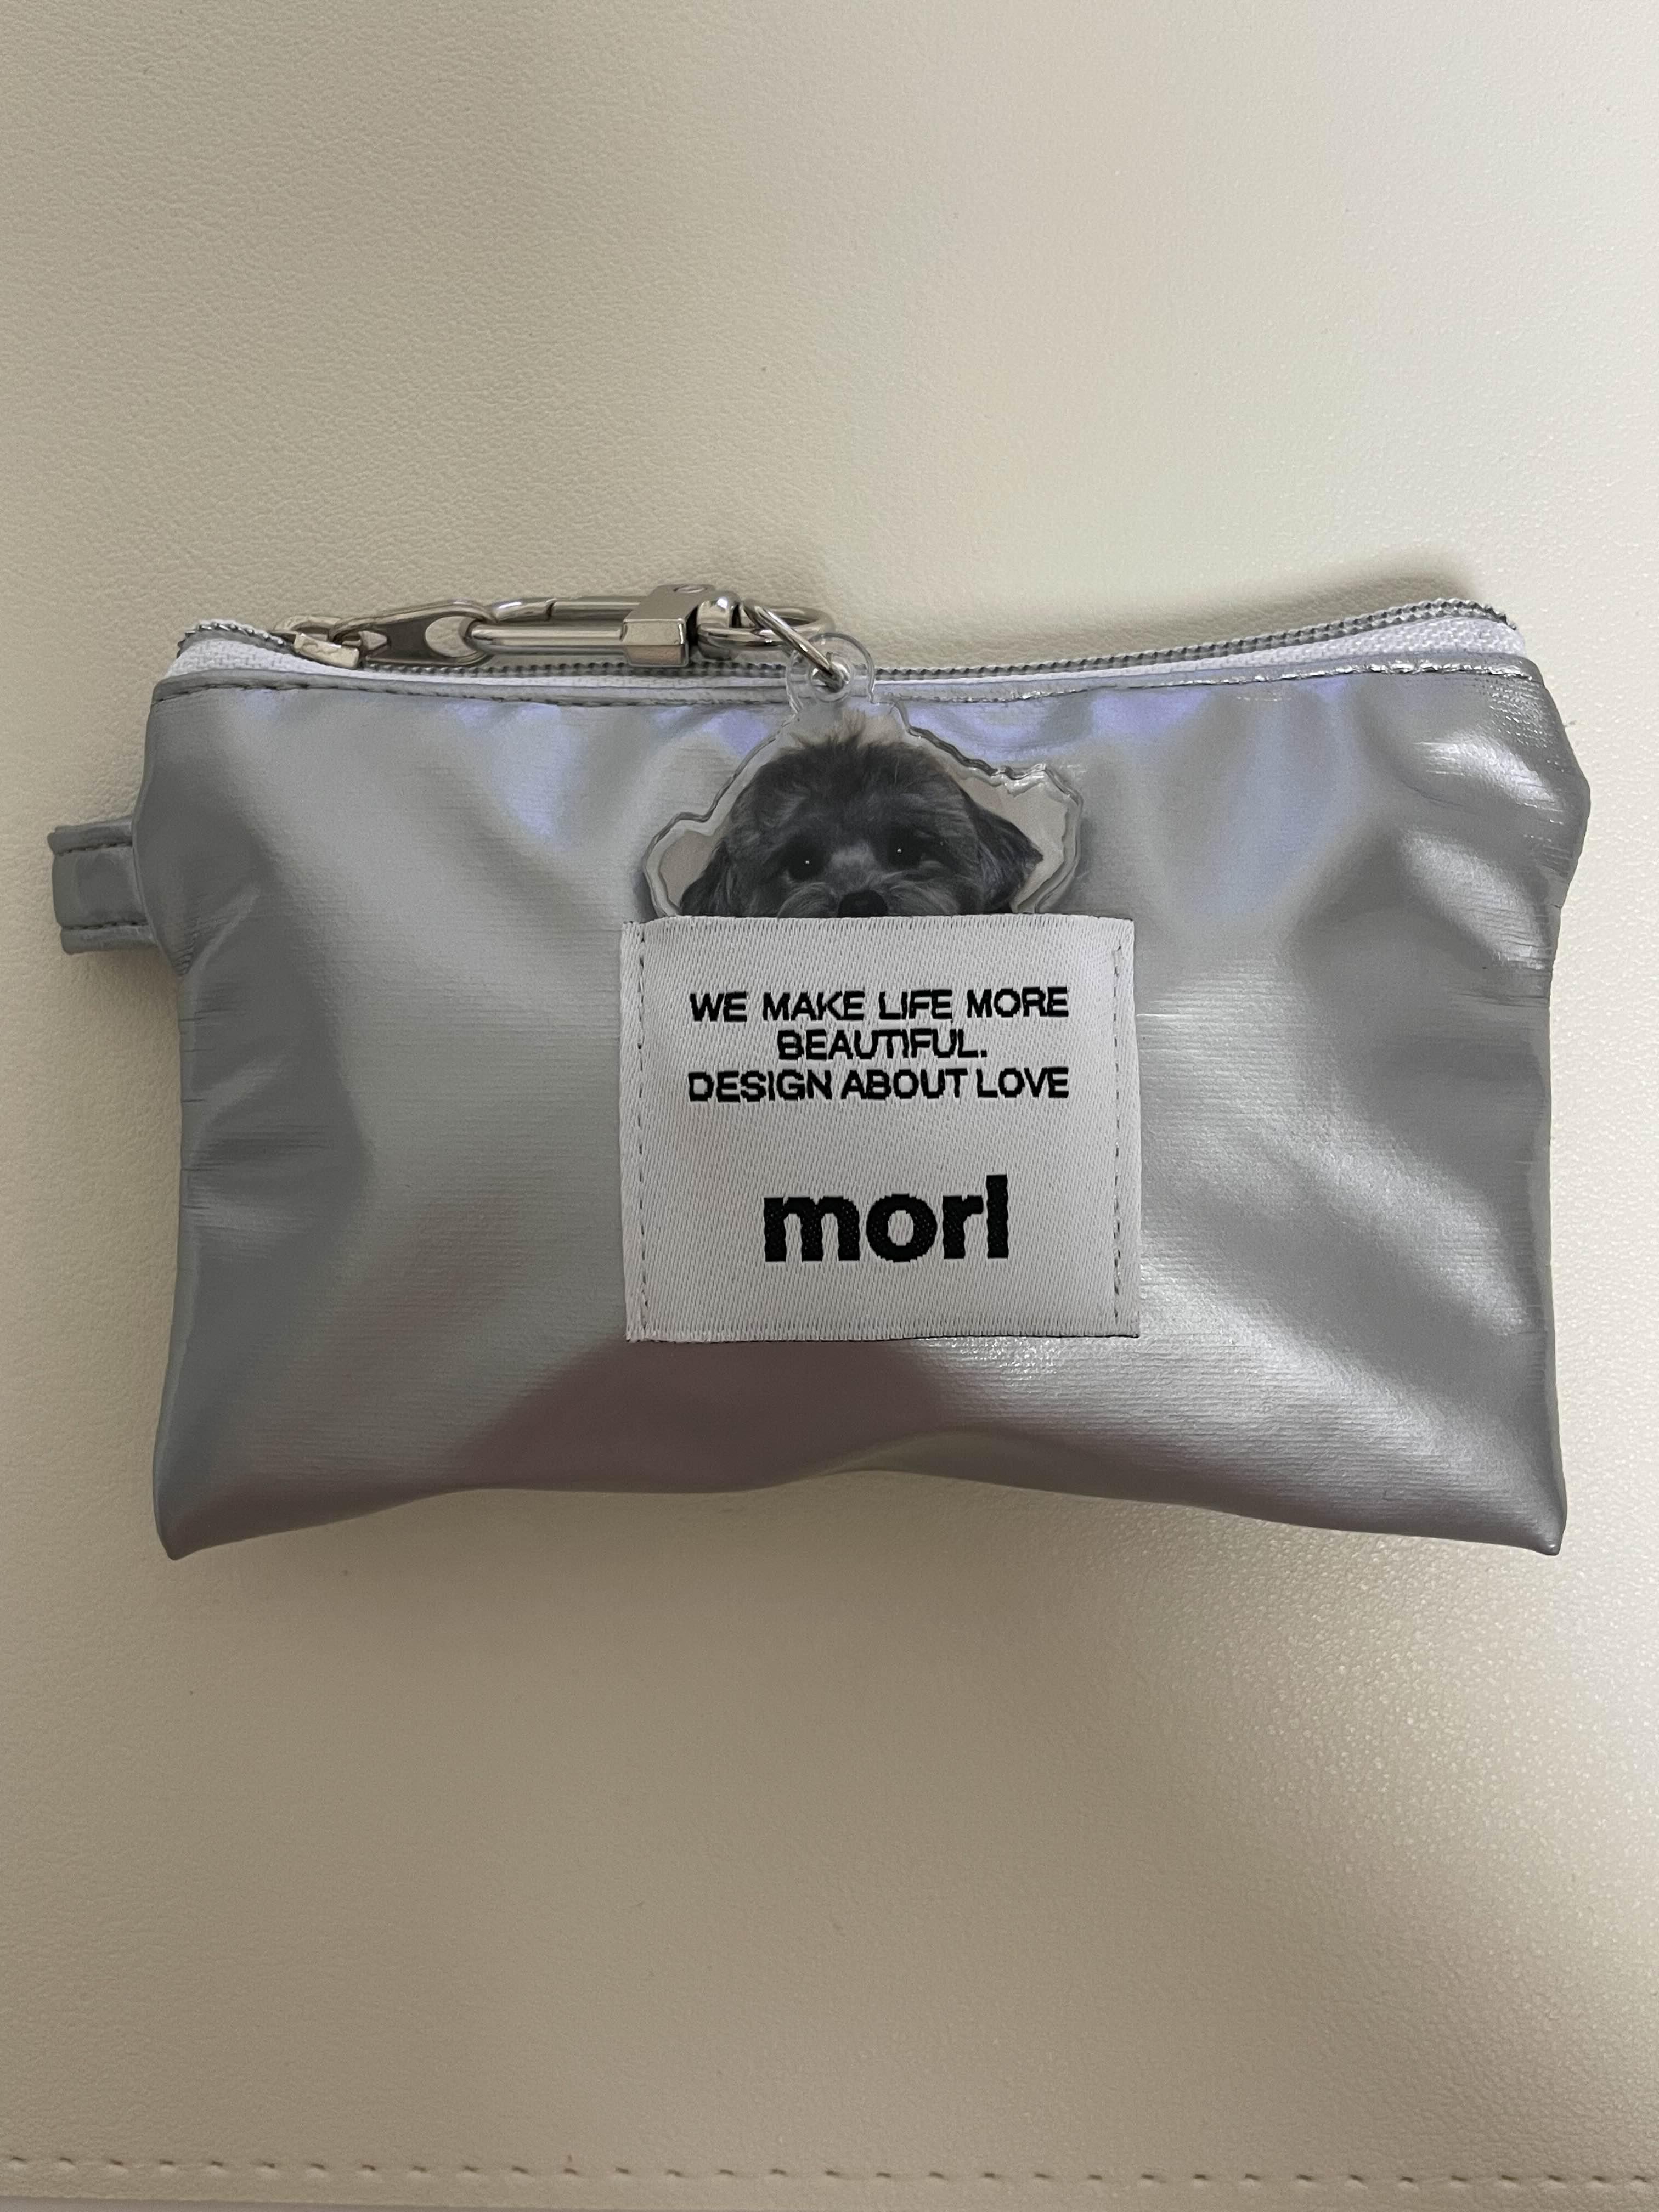 WE MAKE LIFE MORE
BEAUTIFUL.
DESIGN ABOUT LOVE
morl